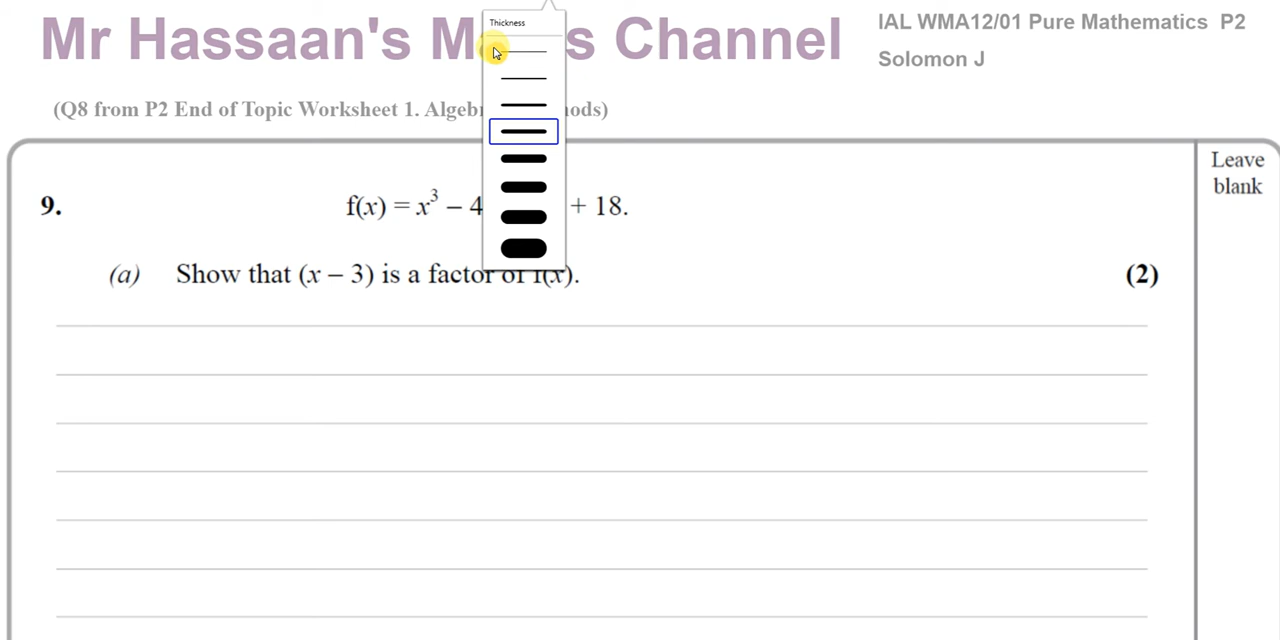 Mr Hassaan's M s Channel
IAL WMA12/01 Pure Mathematics P2
Solomon J
Thickness
(Q8 from P2 End of Topic Worksheet 1. Algeb ods)
Leave
blank
9. f(x) = x³ − 4 + 18.
(a) Show that (x − 3) is a factor of f(x). (2)